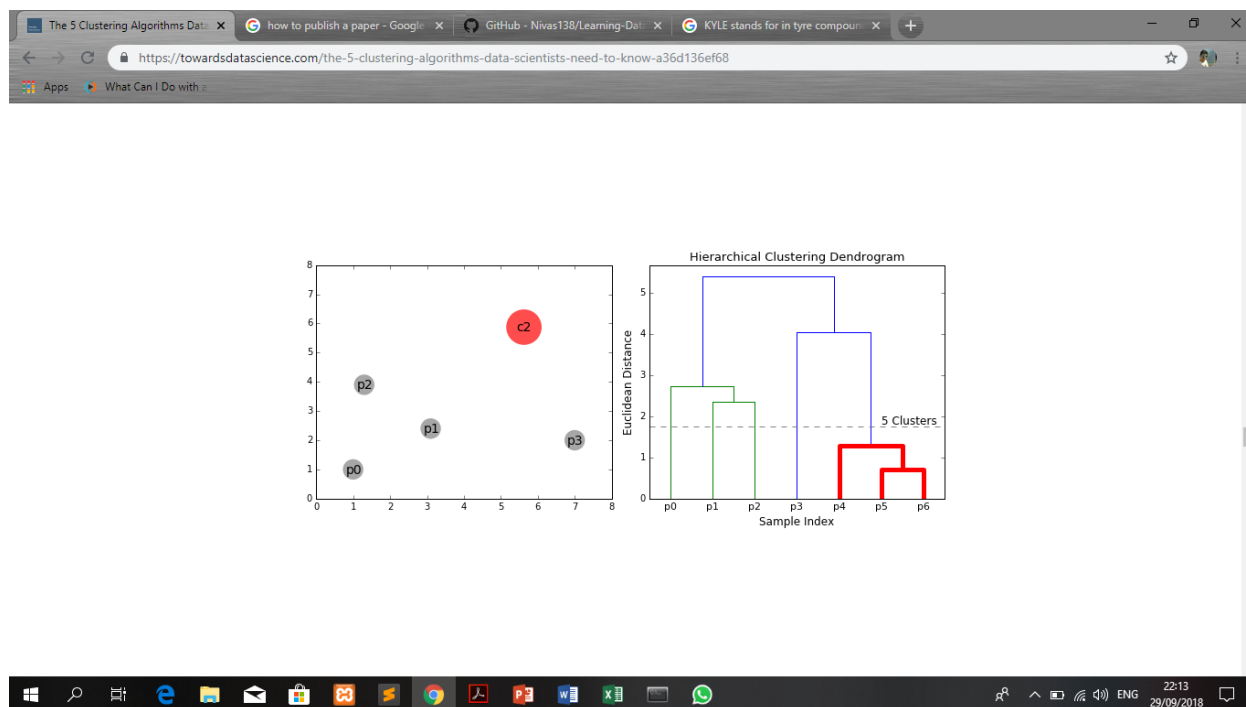 The 5 Clustering Algorithms Data
how to publish a paper - Google
GitHub - Nivas138/Learning-Dat
KYLE stands for in tyre compoun
https://towardsdatascience.com/the-5-clustering-algorithms-data-scientists-need-to-know-a36d136ef68
Apps
What Can I Do with a
8
7
6
5
4
3
2
1
0
0 1 2 3 4 5 6 7 8
c2
p2
p1
p3
p0
Hierarchical Clustering Dendrogram
Euclidean Distance
5
4
3
2
1
0
5 Clusters
p0 p1 p2 p3 p4 p5 p6
Sample Index
ENG
22:13
29/09/2018